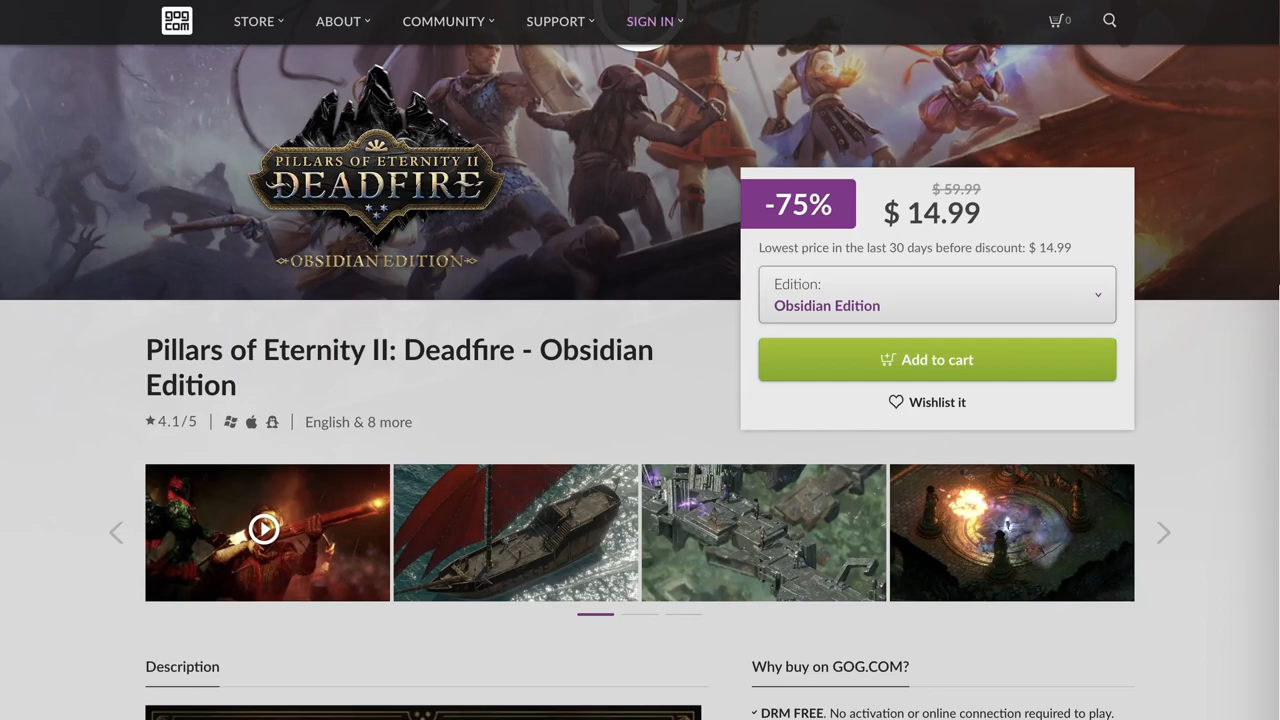 gog
com
STORE
ABOUT
COMMUNITY
SUPPORT
SIGN IN
0
PILLARS OF ETERNITY II
DEADFIRE
OBSIDIAN EDITION
-75%
$ 59.99
$ 14.99
Lowest price in the last 30 days before discount: $ 14.99
Edition:
Obsidian Edition
Add to cart
Wishlist it
Pillars of Eternity II: Deadfire - Obsidian
Edition
4.1/5
English & 8 more
Description
Why buy on GOG.COM?
DRM FREE. No activation or online connection required to play.